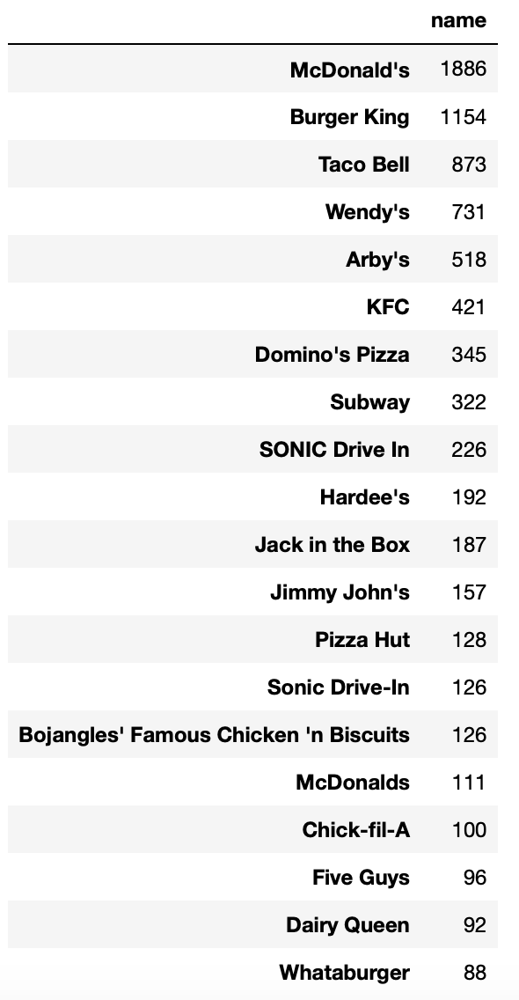 name
McDonald's 1886
Burger King 1154
Taco Bell 873
Wendy's 731
Arby's 518
KFC 421
Domino's Pizza 345
Subway 322
SONIC Drive In 226
Hardee's 192
Jack in the Box 187
Jimmy John's 157
Pizza Hut 128
Sonic Drive-In 126
Bojangles' Famous Chicken 'n Biscuits 126
McDonalds 111
Chick-fil-A 100
Five Guys 96
Dairy Queen 92
Whataburger 88